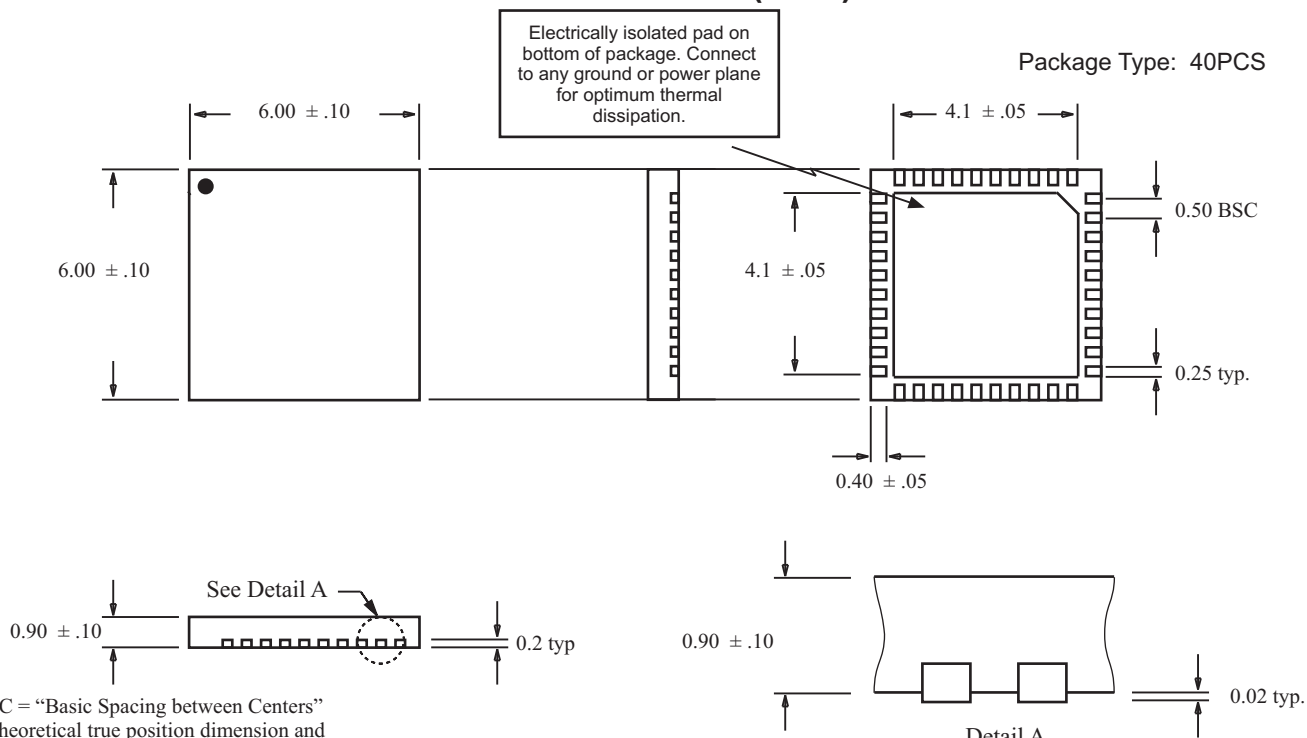 Electrically isolated pad on
bottom of package. Connect
to any ground or power plane
for optimum thermal
dissipation.
Package Type: 40PCS
6.00 ± .10
4.1 ± .05
0.50 BSC
6.00 ± .10
4.1 ± .05
0.25 typ.
0.40 ± .05
See Detail A
0.90 ± .10
0.2 typ
0.90 ± .10
0.02 typ.
C = “Basic Spacing between Centers”
heoretical true position dimension and
Detail A